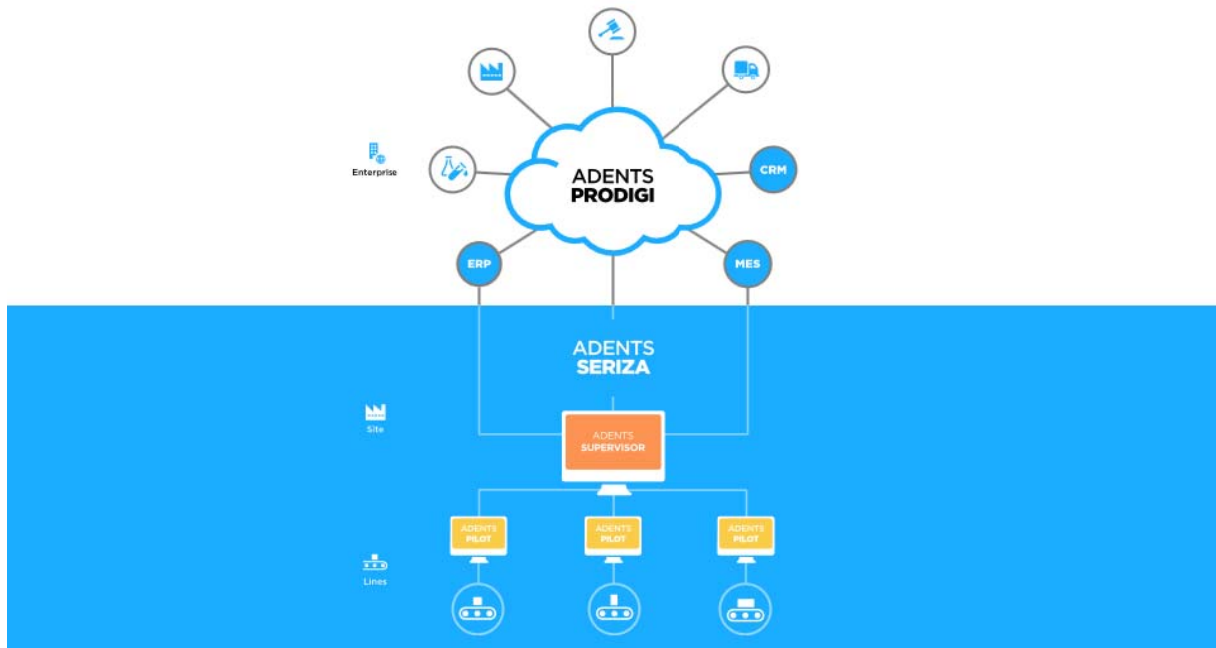 ADENTS
PRODIGI
Enterprise
CRM
ERP
MES
ADENTS
SERIZA
Site
ADENTS
SUPERVISOR
ADENTS
PILOT
ADENTS
PILOT
ADENTS
PILOT
Lines